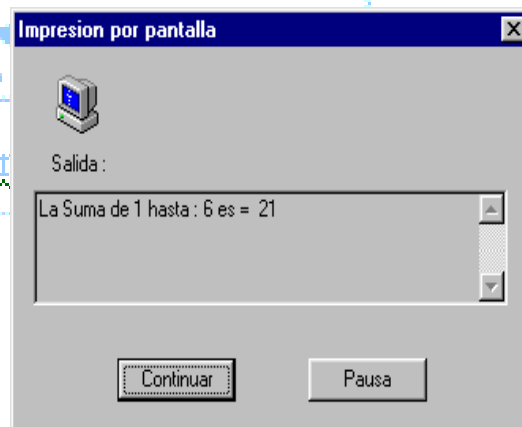 Impresion por pantalla
Salida :
La Suma de 1 hasta : 6 es = 21
Continuar
Pausa